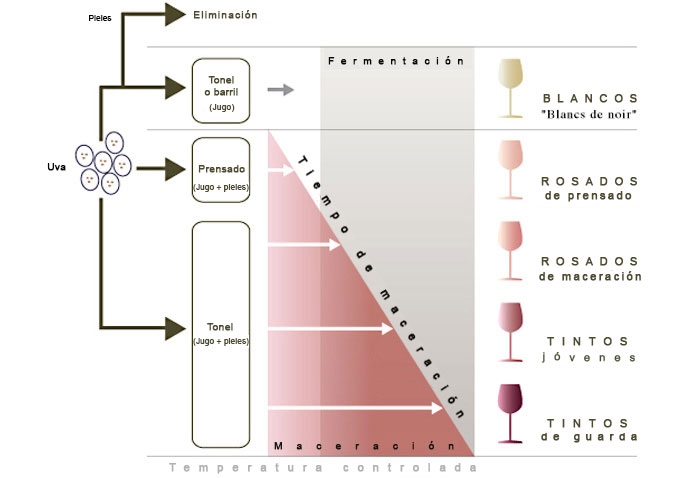 Pieles
Eliminación
Fermentación
Tonel
o barril
(Jugo)
BLANCOS
"Blancs de noir"
Uva
Prensado
(Jugo + pieles)
Tiempo de maceración
ROSADOS
de prensado
ROSADOS
de maceración
Tonel
(Jugo + pieles)
TINTOS
jóvenes
TINTOS
de guarda
Maceración
Temperatura controlada